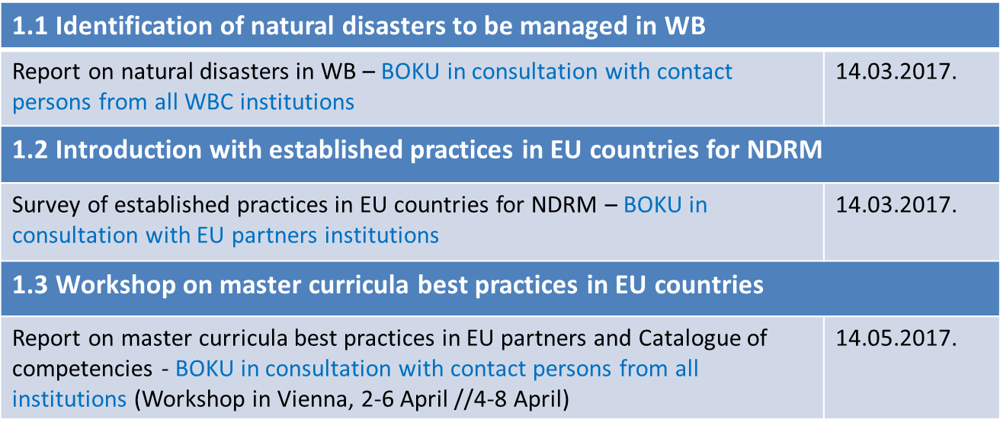 1.1 Identification of natural disasters to be managed in WB
Report on natural disasters in WB – BOKU in consultation with contact
persons from all WBC institutions
14.03.2017.
1.2 Introduction with established practices in EU countries for NDRM
Survey of established practices in EU countries for NDRM – BOKU in
consultation with EU partners institutions
14.03.2017.
1.3 Workshop on master curricula best practices in EU countries
Report on master curricula best practices in EU partners and Catalogue of
competencies - BOKU in consultation with contact persons from all
institutions (Workshop in Vienna, 2-6 April //4-8 April)
14.05.2017.